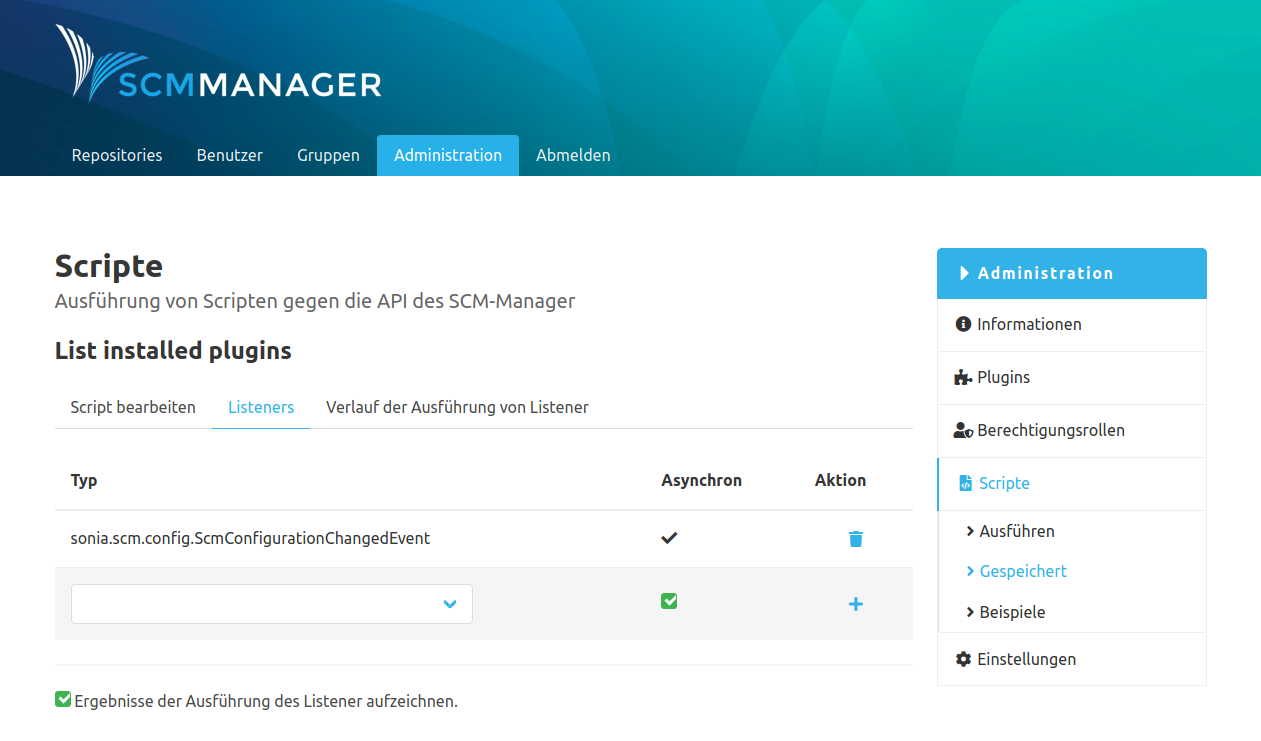 SCMMANAGER
Repositories Benutzer Gruppen Administration Abmelden
Scripte
Ausführung von Scripten gegen die API des SCM-Manager
List installed plugins
Script bearbeiten Listeners Verlauf der Ausführung von Listener
Typ Asynchron Aktion
sonia.scm.config.ScmConfigurationChangedEvent
Ergebnisse der Ausführung des Listener aufzeichnen.
Administration
Informationen
Plugins
Berechtigungsrollen
Scripte
Ausführen
Gespeichert
Beispiele
Einstellungen